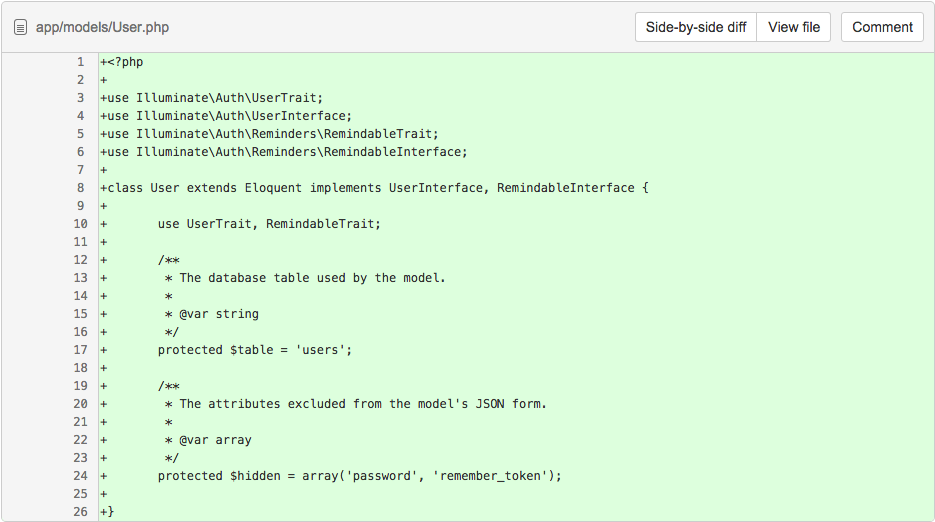 app/models/User.php Side-by-side diff View file Comment
1 +<?php
2 +
3 +use Illuminate\Auth\UserTrait;
4 +use Illuminate\Auth\UserInterface;
5 +use Illuminate\Auth\Reminders\RemindableTrait;
6 +use Illuminate\Auth\Reminders\RemindableInterface;
7 +
8 +class User extends Eloquent implements UserInterface, RemindableInterface {
9 +
10 +       use UserTrait, RemindableTrait;
11 +
12 +       /**
13 +        * The database table used by the model.
14 +        *
15 +        * @var string
16 +        */
17 +       protected $table = 'users';
18 +
19 +       /**
20 +        * The attributes excluded from the model's JSON form.
21 +        *
22 +        * @var array
23 +        */
24 +       protected $hidden = array('password', 'remember_token');
25 +
26 +}